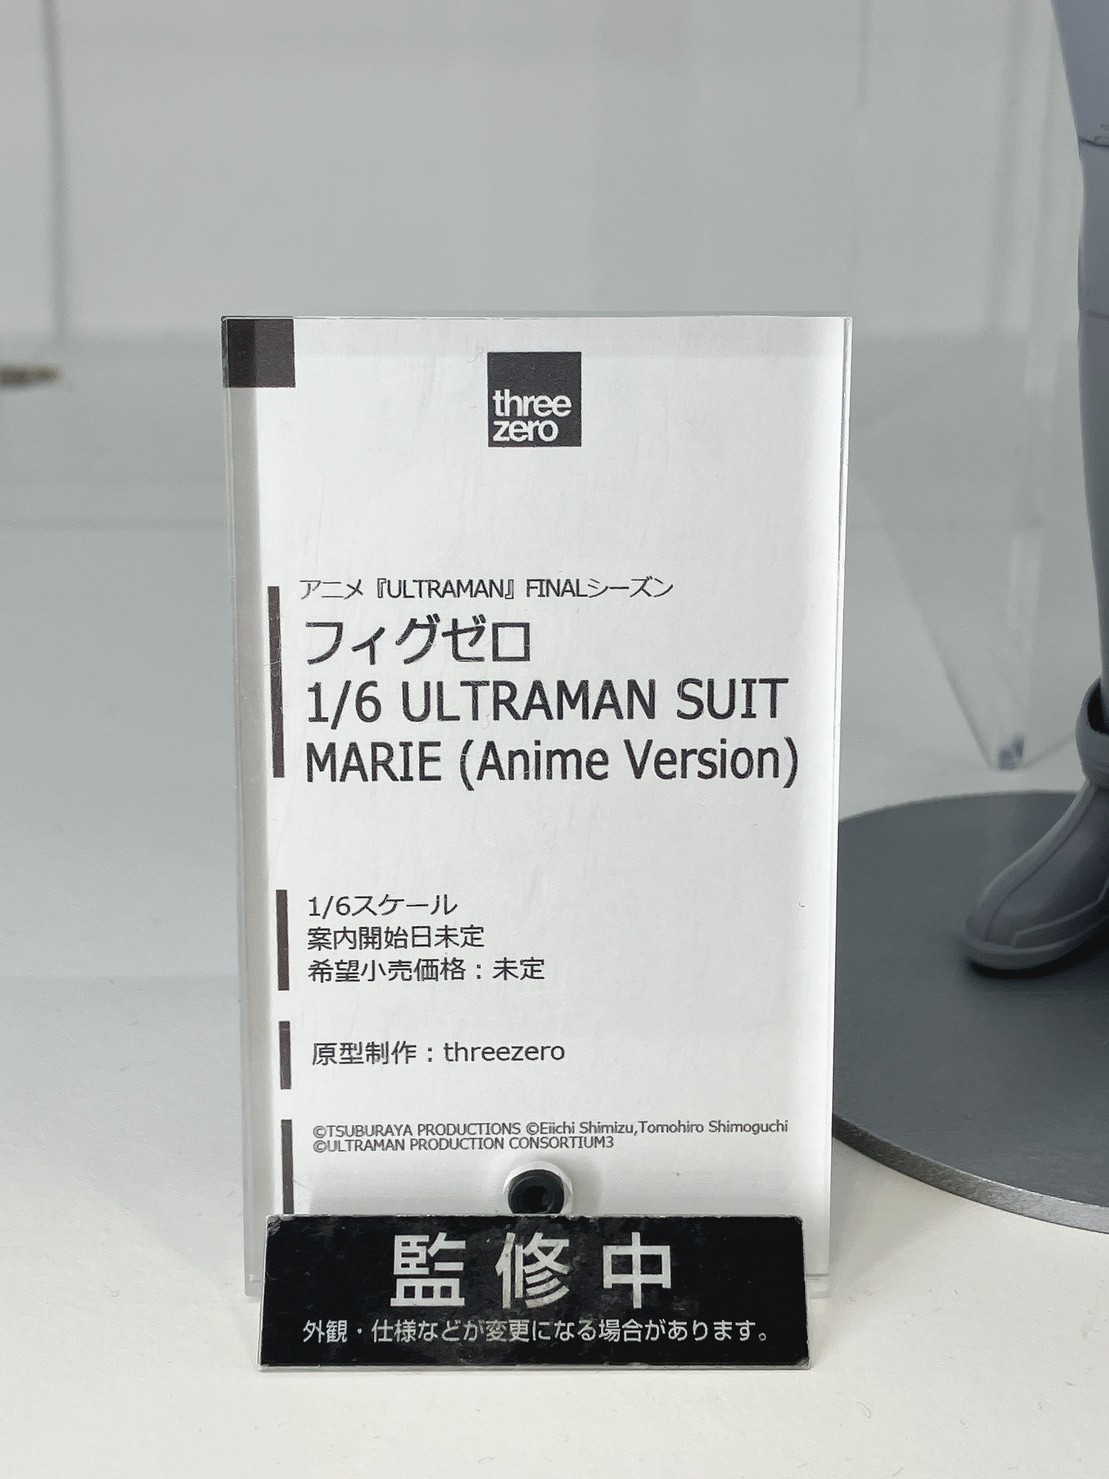 three
zero
アニメ『ULTRAMAN』FINALシーズン
フィグゼロ
1/6 ULTRAMAN SUIT
MARIE (Anime Version)
1/6スケール
案内開始日未定
希望小売価格：未定
原型制作：threezero
©TSUBURAYA PRODUCTIONS ©Eiichi Shimizu,Tomohiro Shimoguchi
©ULTRAMAN PRODUCTION CONSORTIUM3
監修中
外観・仕様などが変更になる場合があります。